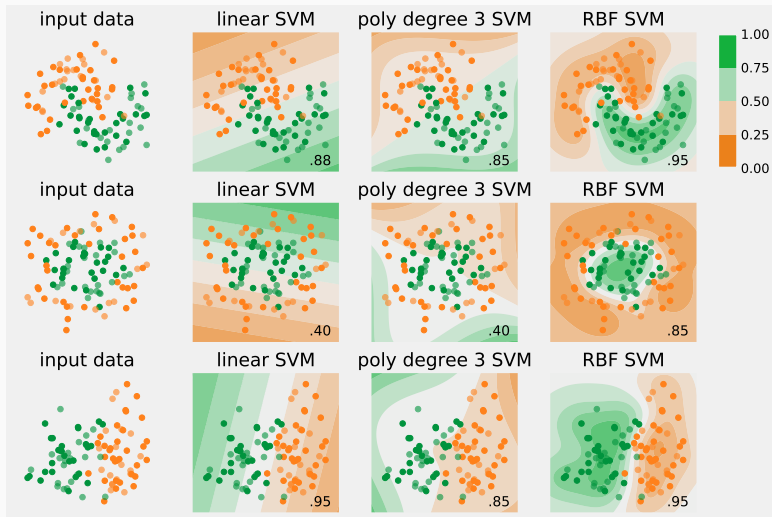 input data
linear SVM
poly degree 3 SVM
RBF SVM
.88
.85
.95
1.00
0.75
0.50
0.25
0.00
input data
linear SVM
poly degree 3 SVM
RBF SVM
.40
.40
.85
input data
linear SVM
poly degree 3 SVM
RBF SVM
.95
.85
.95